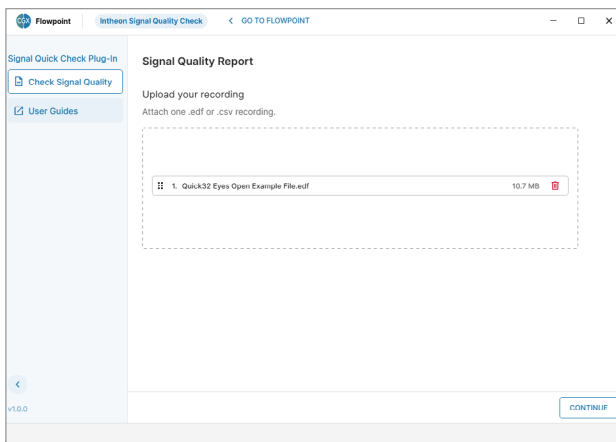 CGX Flowpoint Intheon Signal Quality Check < GO TO FLOWPOINT
Signal Quick Check Plug-In
Check Signal Quality
User Guides
Signal Quality Report
Upload your recording
Attach one .edf or .csv recording.
1. Quick32 Eyes Open Example File.edf 10.7 MB
v1.0.0
CONTINUE